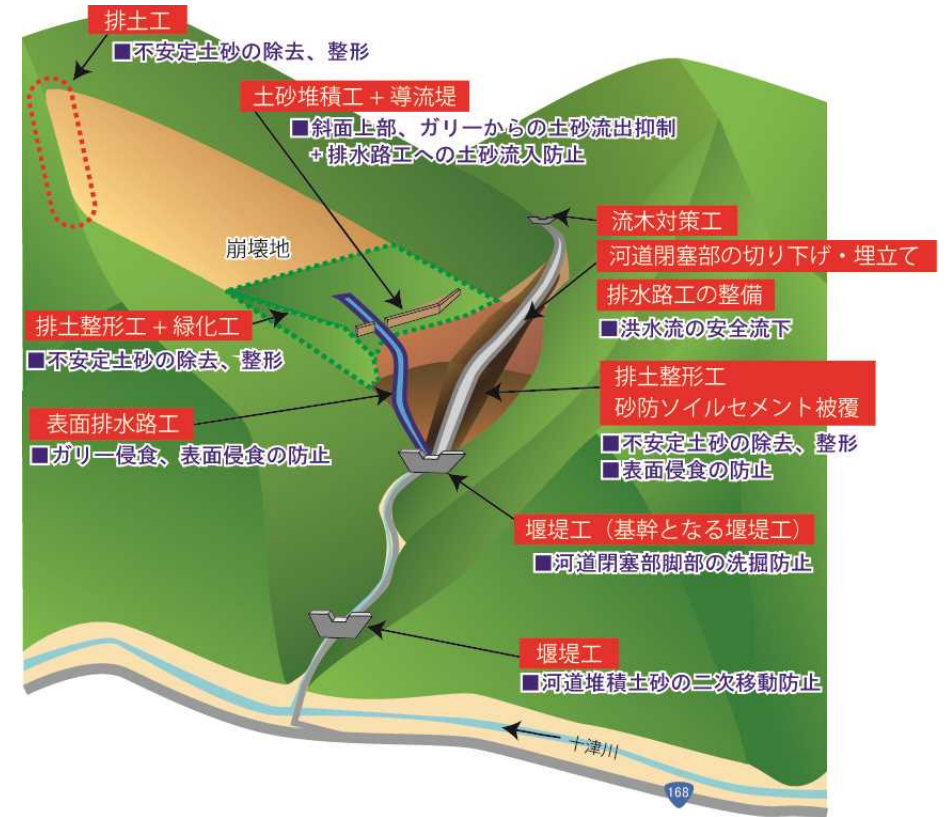 排土工
■不安定土砂の除去、整形
土砂堆積工 + 導流堤
■斜面上部、ガリーからの土砂流出抑制
+ 排水路工への土砂流入防止
流木対策工
崩壊地
河道閉塞部の切り下げ・埋立て
排水路工の整備
■洪水流の安全流下
排土整形工 + 緑化工
■不安定土砂の除去、整形
排土整形工
砂防ソイルセメント被覆
■不安定土砂の除去、整形
■表面侵食の防止
表面排水路工
■ガリー侵食、表面侵食の防止
堰堤工（基幹となる堰堤工）
■河道閉塞部脚部の洗掘防止
堰堤工
■河道堆積土砂の二次移動防止
十津川
168